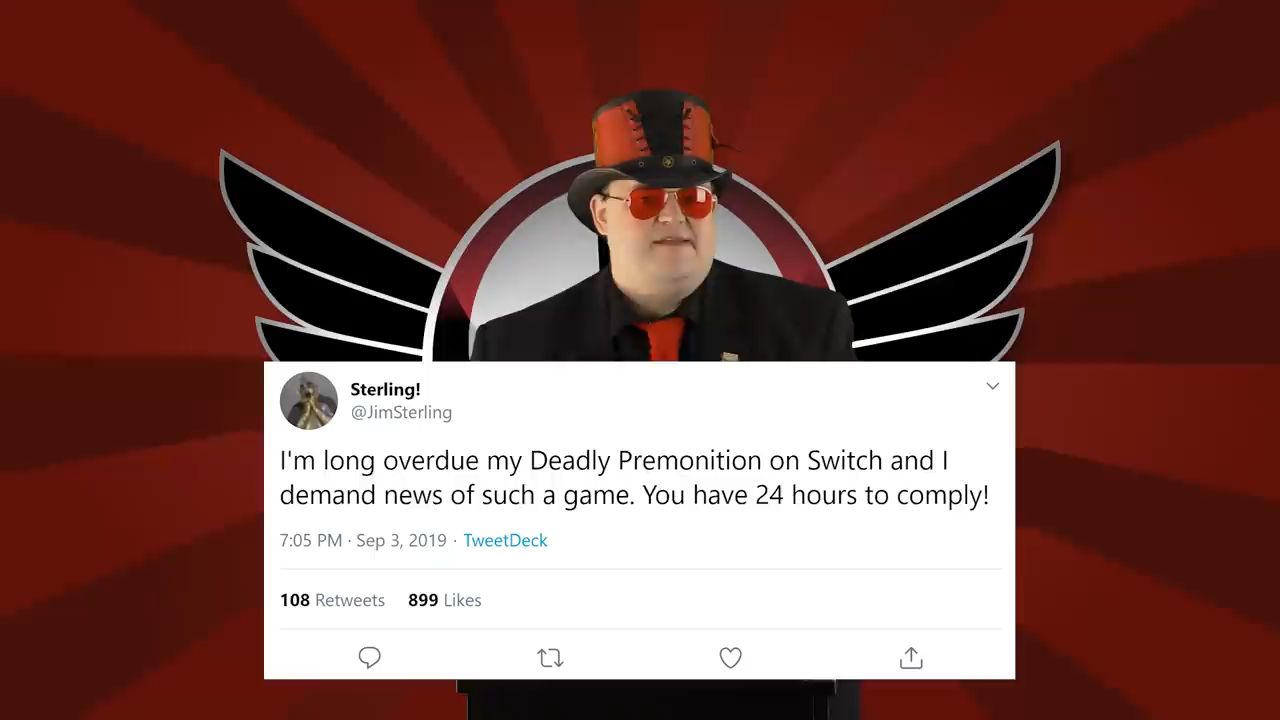 Sterling!
@JimSterling
I'm long overdue my Deadly Premonition on Switch and I
demand news of such a game. You have 24 hours to comply!
7:05 PM · Sep 3, 2019 · TweetDeck
108 Retweets 899 Likes